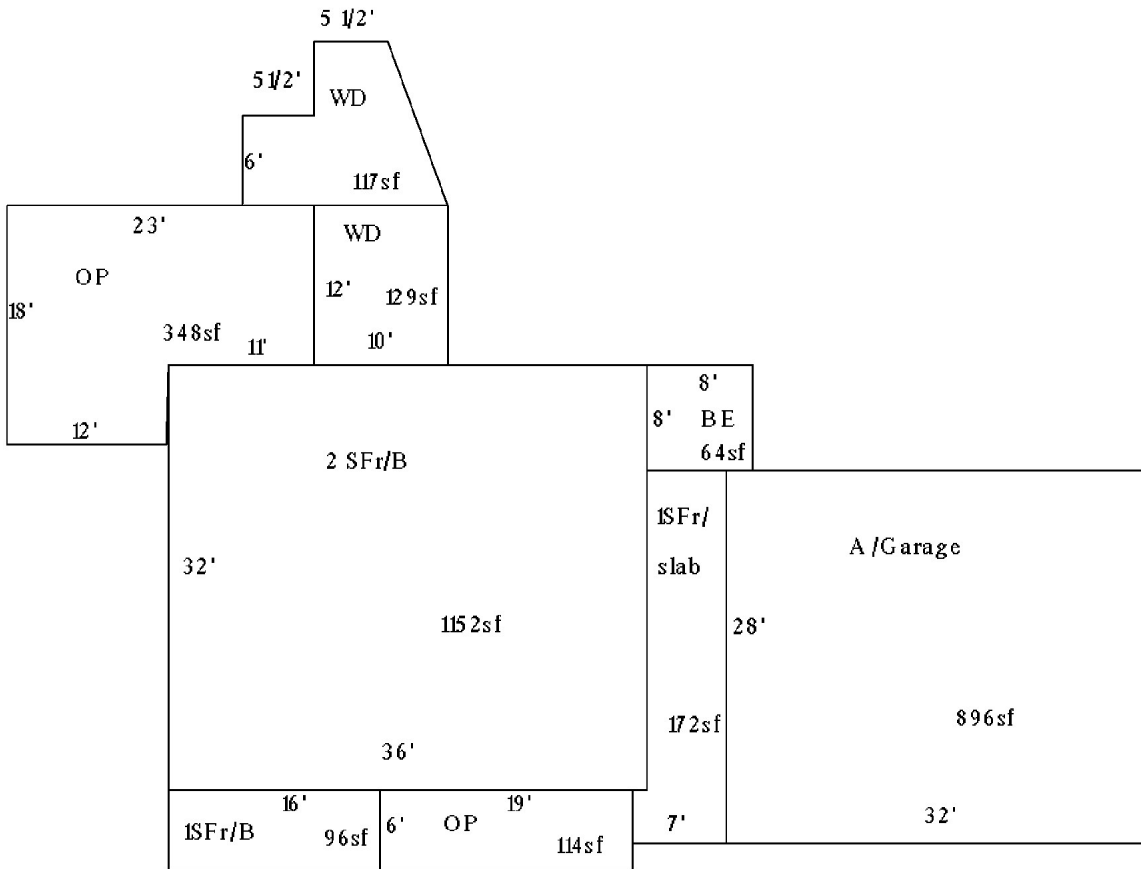 5 1/2'
5 1/2'
WD
6'
117sf
23'
WD
OP
18'
12'
129sf
348sf
11'
10'
8'
8'
BE
12'
64sf
2 SFr/B
1SFr/
slab
A/Garage
32'
1152sf
28'
172sf
896sf
36'
16'
19'
7'
32'
1SFr/B
96sf
6'
OP
114sf